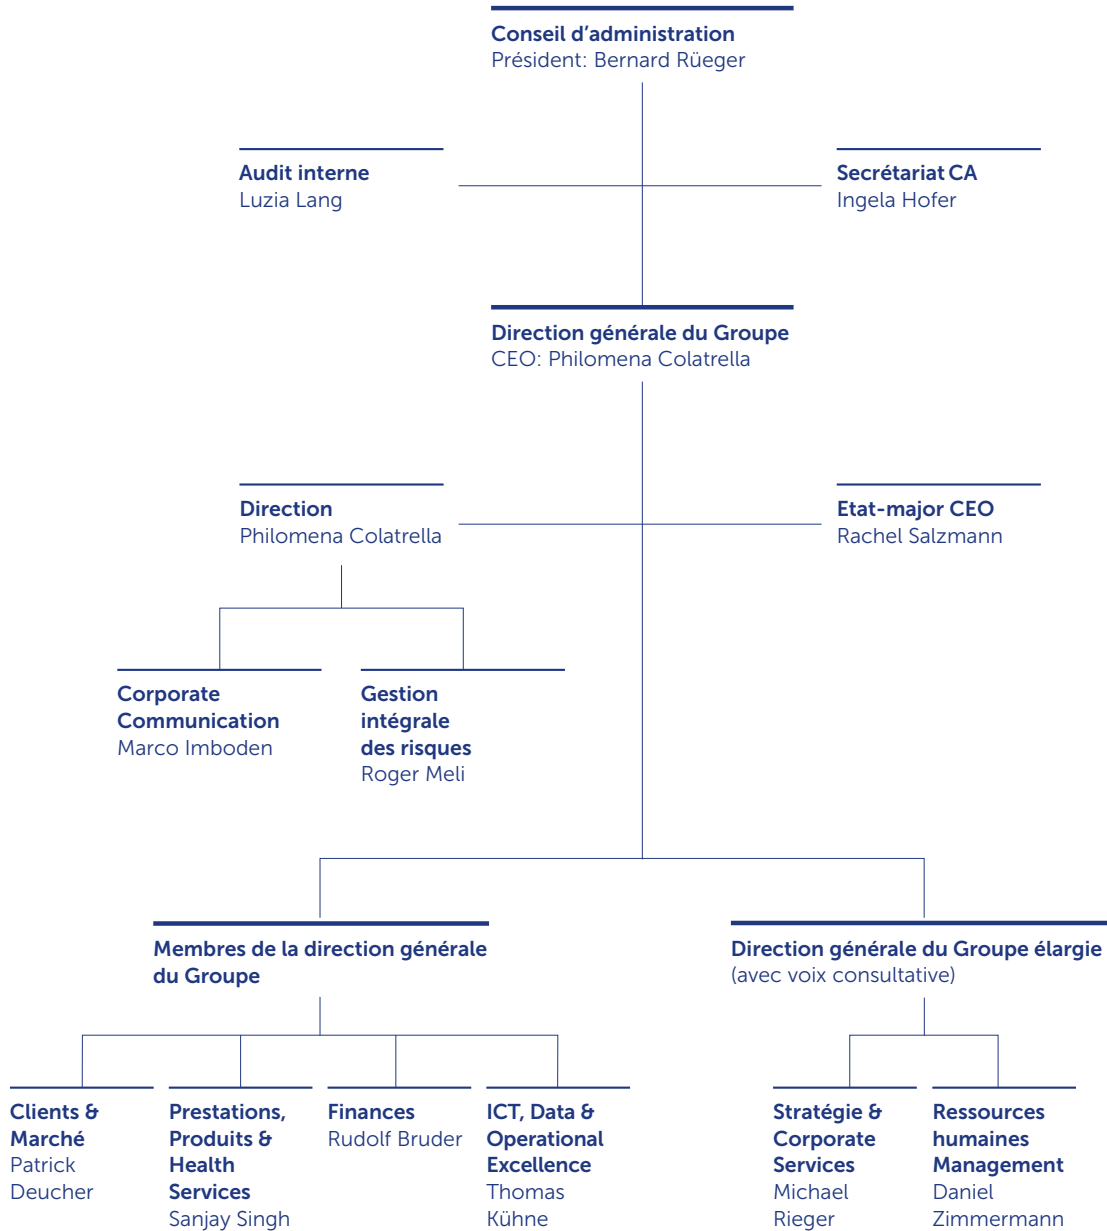 Conseil d’administration
Président: Bernard Rüeger
Audit interne
Luzia Lang
Secrétariat CA
Ingela Hofer
Direction générale du Groupe
CEO: Philomena Colatrella
Direction
Philomena Colatrella
Etat-major CEO
Rachel Salzmann
Corporate
Communication
Marco Imboden
Gestion
intégrale
des risques
Roger Meli
Membres de la direction générale
du Groupe
Direction générale du Groupe élargie
(avec voix consultative)
Clients &
Marché
Patrick
Deucher
Prestations,
Produits &
Health
Services
Sanjay Singh
Finances
Rudolf Bruder
ICT, Data &
Operational
Excellence
Thomas
Kühne
Stratégie &
Corporate
Services
Michael
Rieger
Ressources
humaines
Management
Daniel
Zimmermann